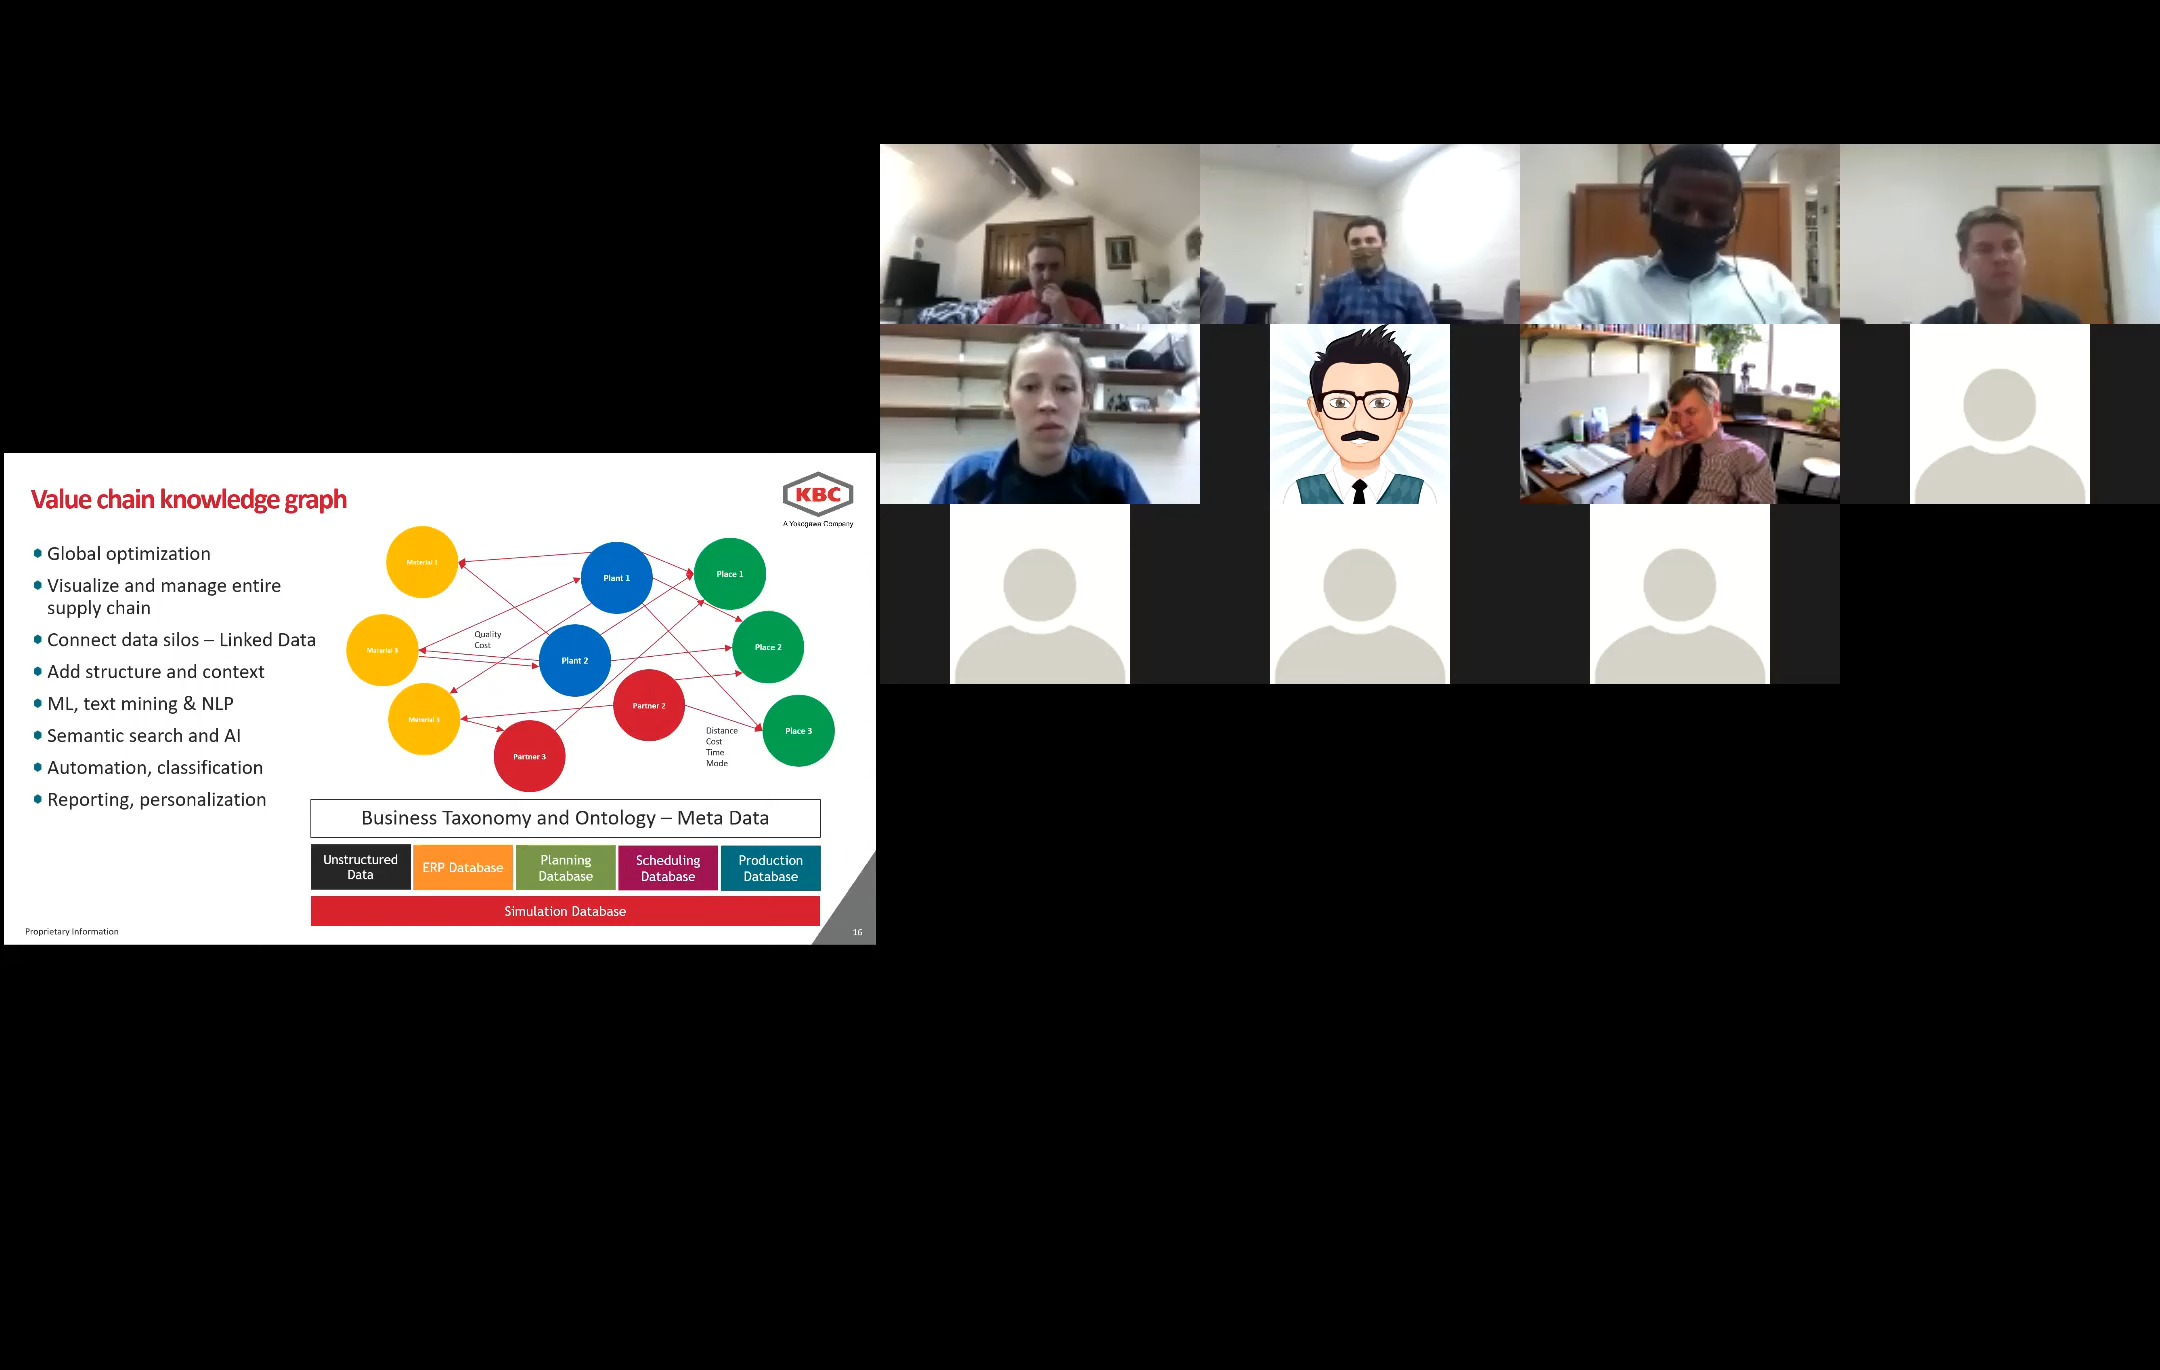 Value chain knowledge graph
KBC
A Yokogawa Company
Global optimization
Visualize and manage entire
supply chain
Connect data silos – Linked Data
Add structure and context
ML, text mining & NLP
Semantic search and AI
Automation, classification
Reporting, personalization
Plant 1
Place 1
Quality
Cost
Plant 2
Place 2
Partner 2
Partner 3
Place 3
Distance
Cost
Time
Mode
Business Taxonomy and Ontology – Meta Data
Unstructured
Data
ERP Database
Planning
Database
Scheduling
Database
Production
Database
Simulation Database
Proprietary Information
16